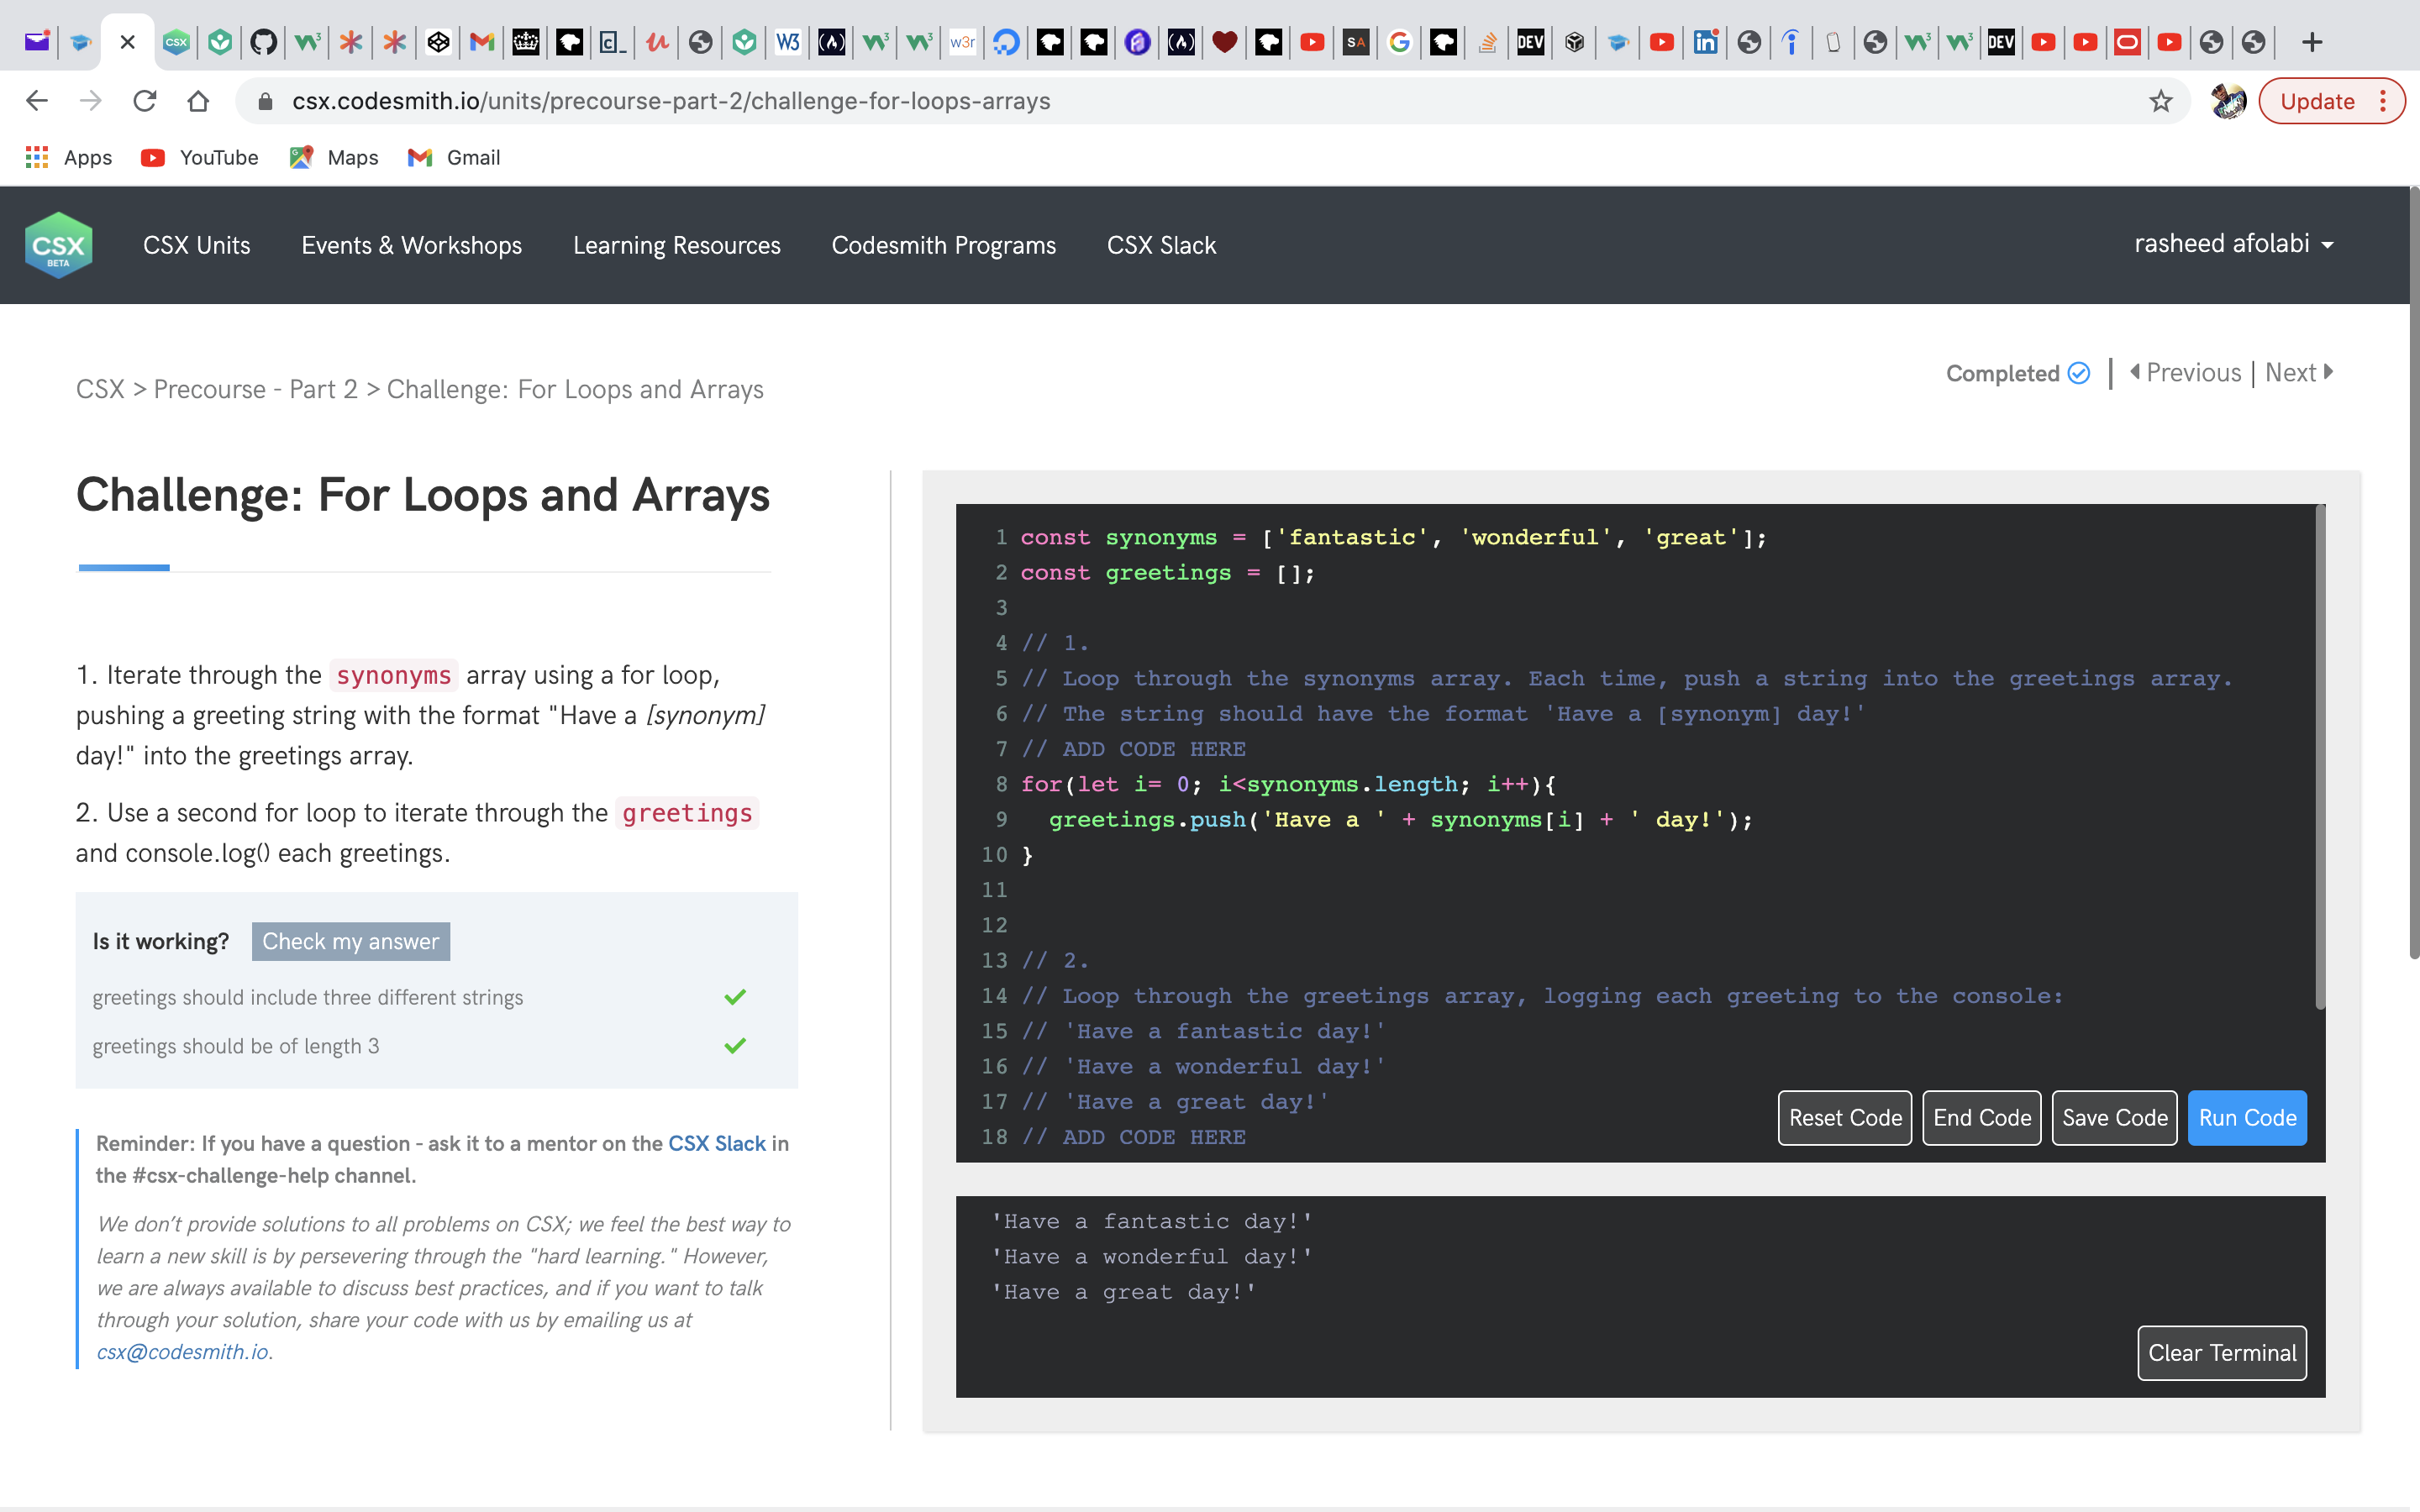 CSX
W3
w3r
DEV
SA
DEV
in
DEV
csx.codesmith.io/units/precourse-part-2/challenge-for-loops-arrays
Update
Apps YouTube Maps Gmail
CSX
BETA
CSX Units Events & Workshops Learning Resources Codesmith Programs CSX Slack rasheed afolabi
CSX > Precourse - Part 2 > Challenge: For Loops and Arrays
Completed Previous | Next
Challenge: For Loops and Arrays
1. Iterate through the synonyms array using a for loop,
pushing a greeting string with the format "Have a [synonym]
day!" into the greetings array.
2. Use a second for loop to iterate through the greetings
and console.log() each greetings.
Is it working? Check my answer
greetings should include three different strings
greetings should be of length 3
Reminder: If you have a question - ask it to a mentor on the CSX Slack in
the #csx-challenge-help channel.
We don’t provide solutions to all problems on CSX; we feel the best way to
learn a new skill is by persevering through the "hard learning." However,
we are always available to discuss best practices, and if you want to talk
through your solution, share your code with us by emailing us at
csx@codesmith.io.
1 const synonyms = ['fantastic', 'wonderful', 'great'];
2 const greetings = [];
3
4 // 1.
5 // Loop through the synonyms array. Each time, push a string into the greetings array.
6 // The string should have the format 'Have a [synonym] day!'
7 // ADD CODE HERE
8 for(let i= 0; i<synonyms.length; i++){
9 greetings.push('Have a ' + synonyms[i] + ' day!');
10 }
11
12
13 // 2.
14 // Loop through the greetings array, logging each greeting to the console:
15 // 'Have a fantastic day!'
16 // 'Have a wonderful day!'
17 // 'Have a great day!'
18 // ADD CODE HERE
Reset Code End Code Save Code Run Code
'Have a fantastic day!'
'Have a wonderful day!'
'Have a great day!'
Clear Terminal